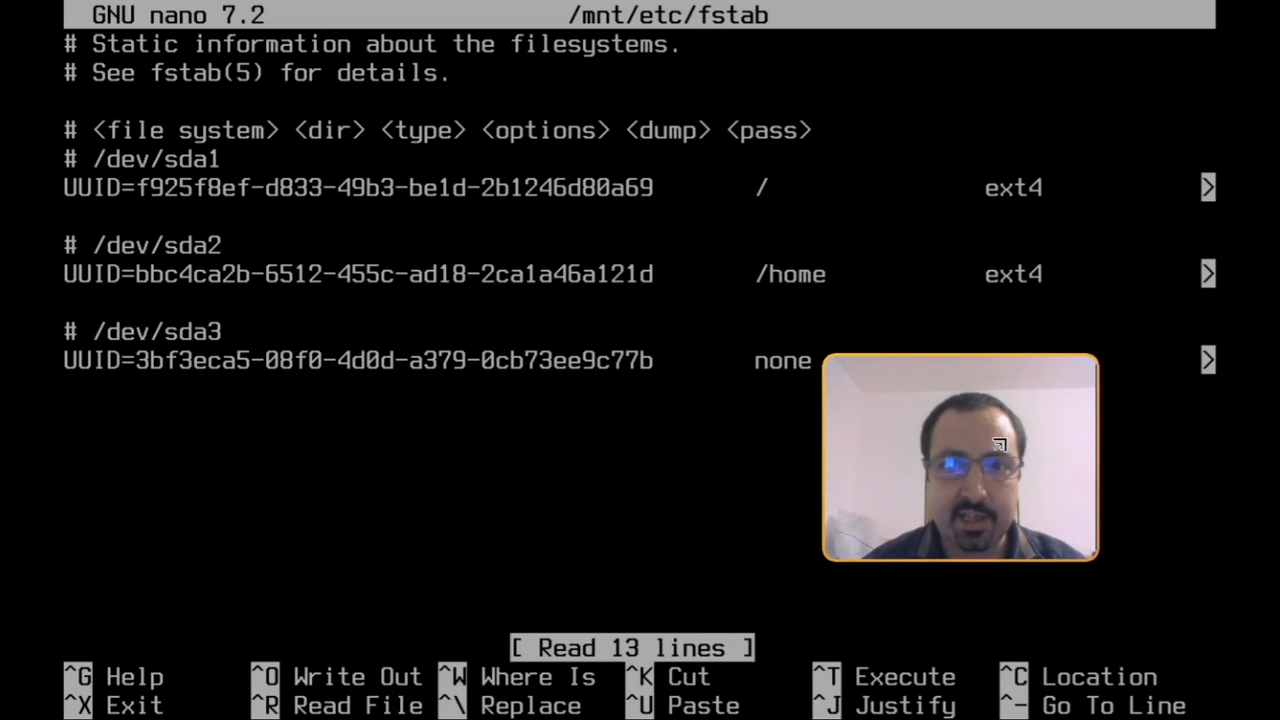 GNU nano 7.2 /mnt/etc/fstab
# Static information about the filesystems.
# See fstab(5) for details.
# <file system> <dir> <type> <options> <dump> <pass>
# /dev/sda1
UUID=f925f8ef-d833-49b3-be1d-2b1246d80a69 / ext4 >
# /dev/sda2
UUID=bbc4ca2b-6512-455c-ad18-2ca1a46a121d /home ext4 >
# /dev/sda3
UUID=3bf3eca5-08f0-4d0d-a379-0cb73ee9c77b none >
[ Read 13 lines ]
^G Help ^O Write Out ^W Where Is ^K Cut ^T Execute ^C Location
^X Exit ^R Read File ^\ Replace ^U Paste ^J Justify ^- Go To Line